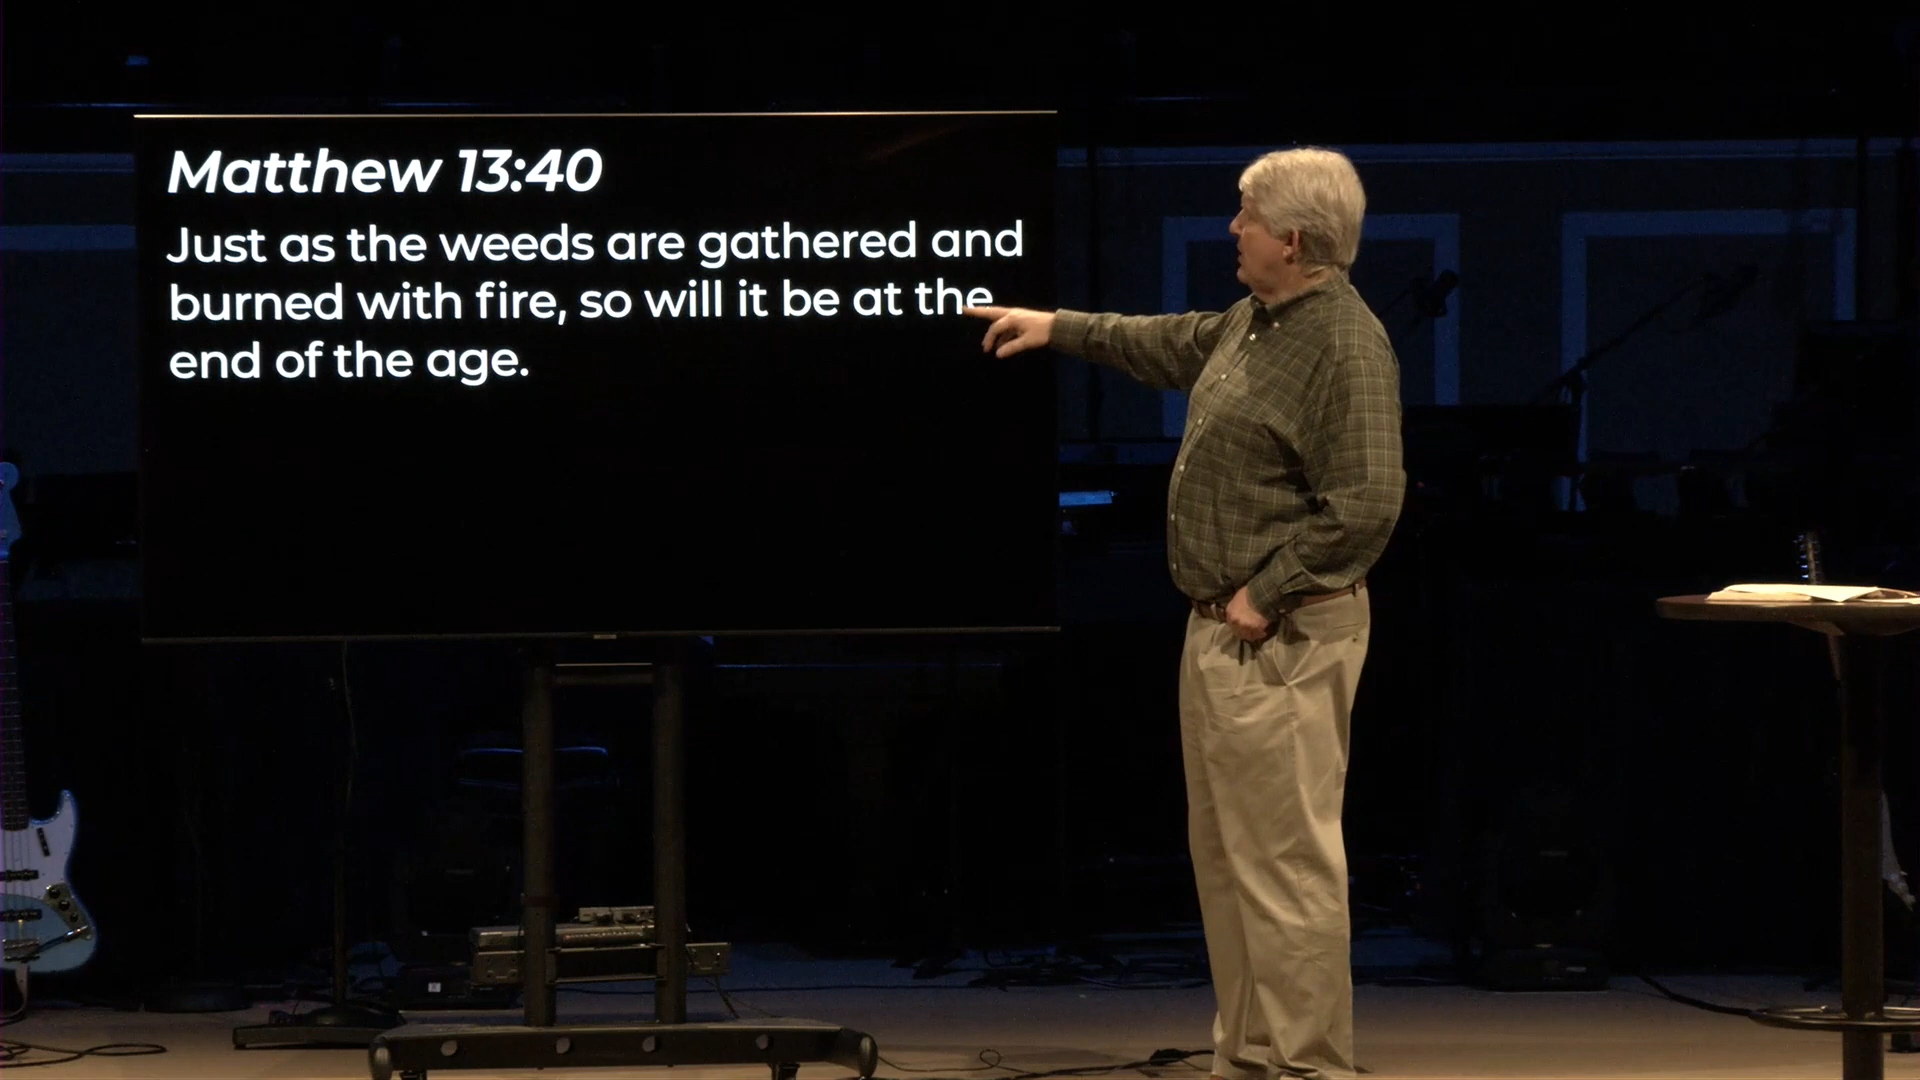 Matthew 13:40
Just as the weeds are gathered and
burned with fire, so will it be at the
end of the age.